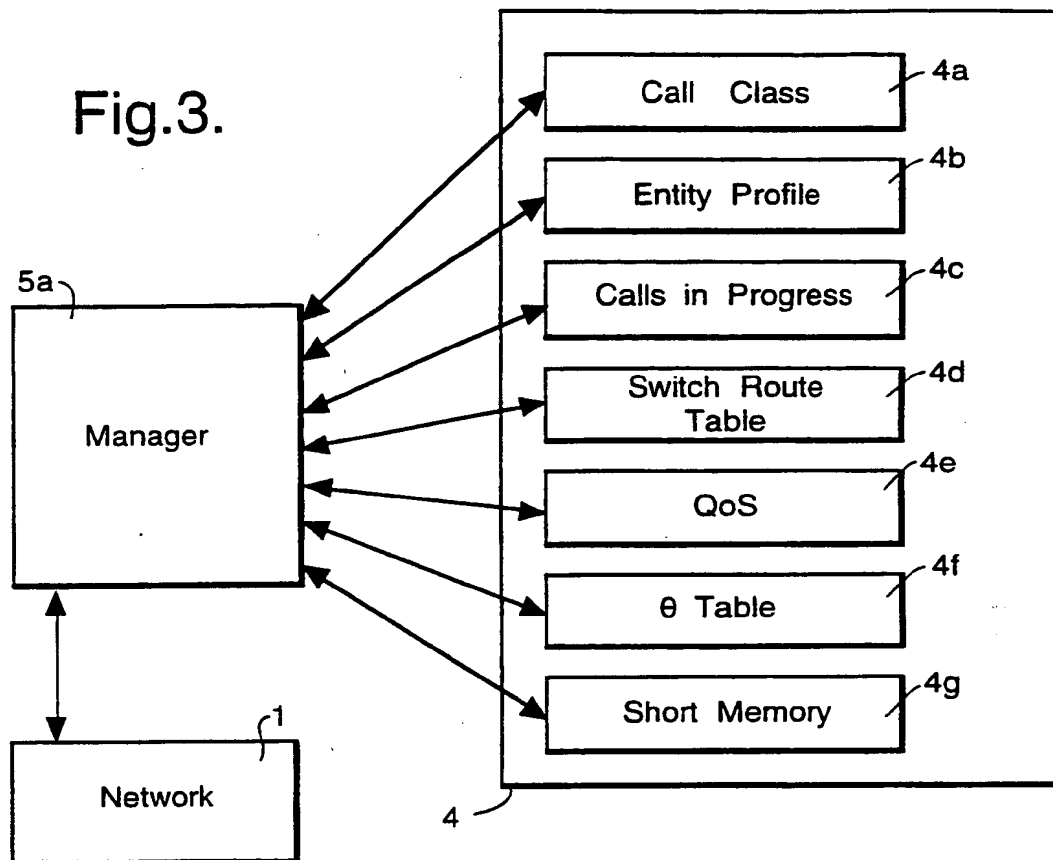 Fig.3.
Call Class
4a
Entity Profile
4b
Calls in Progress
4c
Switch Route
Table
4d
QoS
4e
θ Table
4f
Short Memory
4g
5a
Manager
1
Network
4